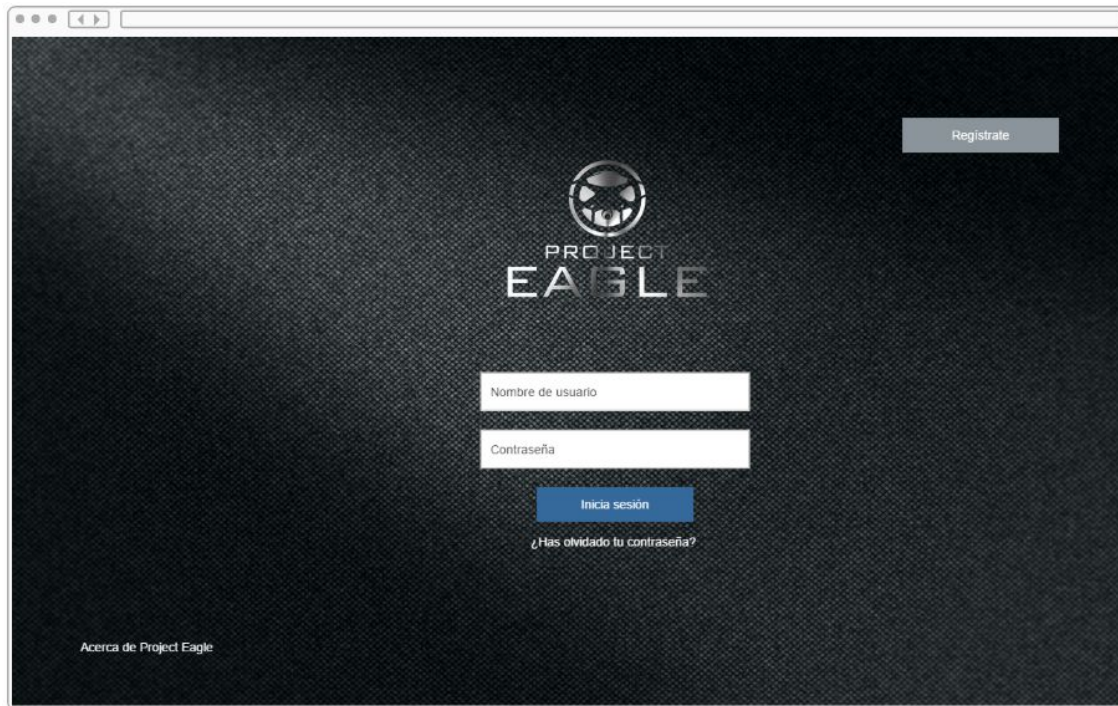 Regístrate
PROJECT
EAGLE
Nombre de usuario
Contraseña
Inicia sesión
¿Has olvidado tu contraseña?
Acerca de Project Eagle